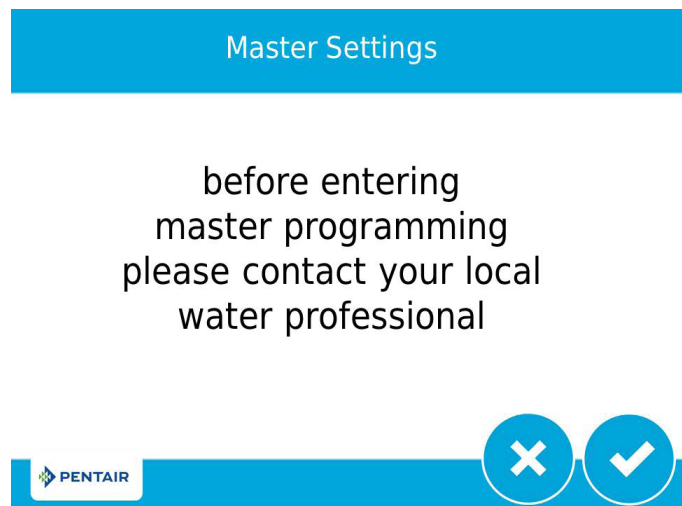 Master Settings
before entering
master programming
please contact your local
water professional
PENTAIR